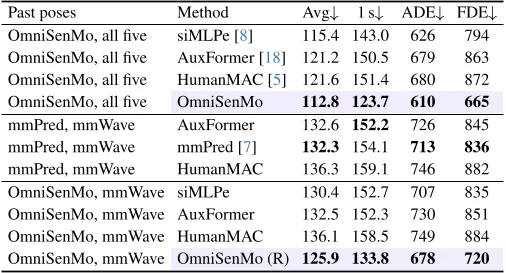 Past poses Method Avg↓ 1 s↓ ADE↓ FDE↓
OmniSenMo, all five siMLPe [8] 115.4 143.0 626 794
OmniSenMo, all five AuxFormer [18] 121.2 150.5 679 863
OmniSenMo, all five HumanMAC [5] 121.6 151.4 680 872
OmniSenMo, all five OmniSenMo 112.8 123.7 610 665
mmPred, mmWave AuxFormer 132.6 152.2 726 845
mmPred, mmWave mmPred [7] 132.3 154.1 713 836
mmPred, mmWave HumanMAC 136.3 159.1 746 882
OmniSenMo, mmWave siMLPe 130.4 152.7 707 835
OmniSenMo, mmWave AuxFormer 132.5 152.3 730 851
OmniSenMo, mmWave HumanMAC 136.1 158.5 749 884
OmniSenMo, mmWave OmniSenMo (R) 125.9 133.8 678 720